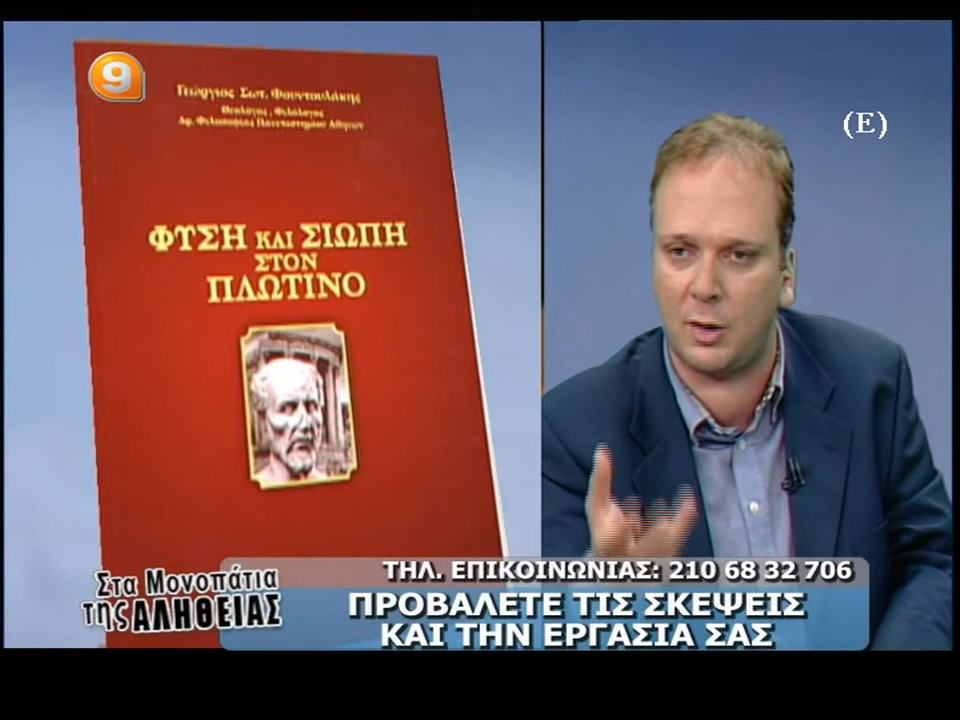 9
Γεώργιος Σωτ. Φουντουλάκης
Θεολόγος, Φιλόλογος
Δρ. Φιλοσοφίας Πανεπιστημίου Αθηνών
(Ε)
ΦΥΣΗ ΚΑΙ ΣΙΩΠΗ
ΣΤΟΝ
ΠΛΩΤΙΝΟ
ΤΗΛ. ΕΠΙΚΟΙΝΩΝΙΑΣ: 210 68 32 706
Στα Μονοπάτια
της ΑΛΗΘΕΙΑΣ
ΠΡΟΒΑΛΕΤΕ ΤΙΣ ΣΚΕΨΕΙΣ
ΚΑΙ ΤΗΝ ΕΡΓΑΣΙΑ ΣΑΣ